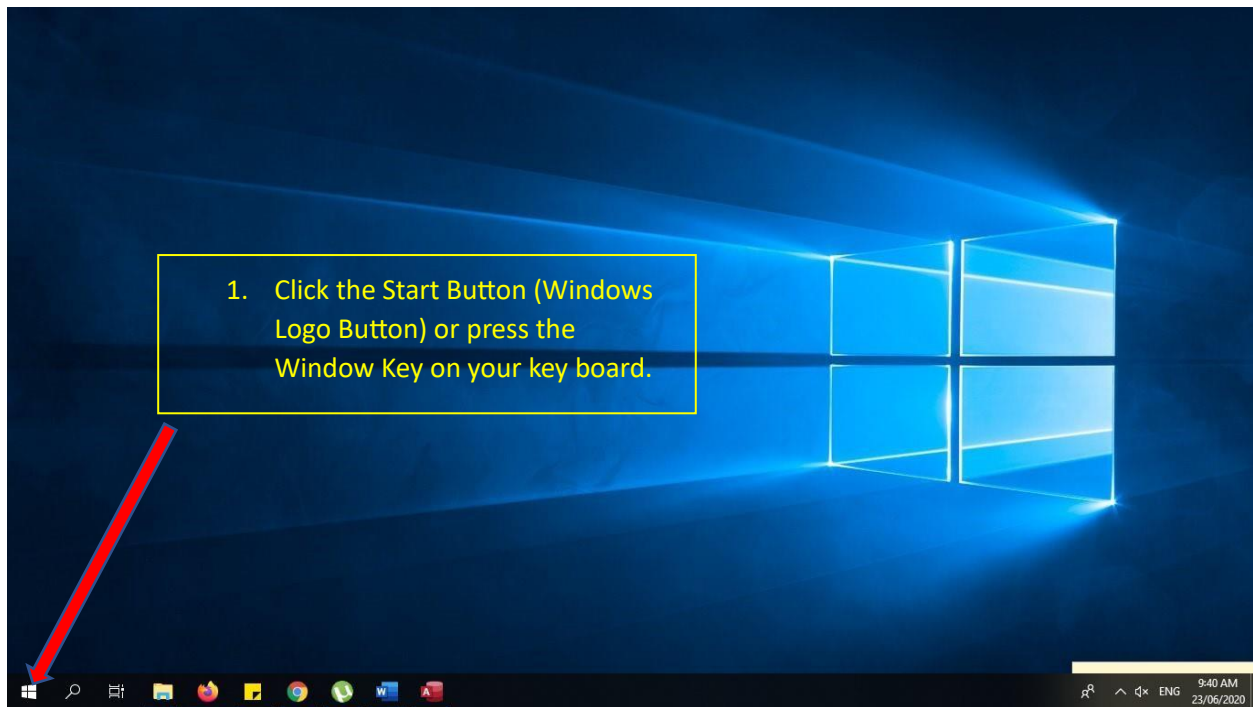 1. Click the Start Button (Windows
Logo Button) or press the
Window Key on your key board.
W
A
ENG
9:40 AM
23/06/2020